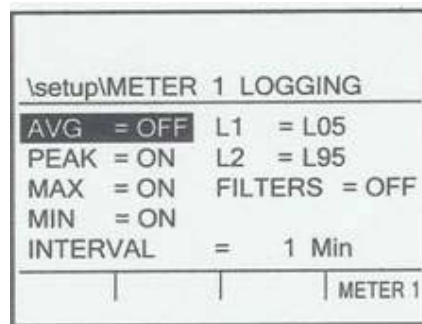 \setup\METER 1 LOGGING
AVG = OFF L1 = L05
PEAK = ON L2 = L95
MAX = ON FILTERS = OFF
MIN = ON
INTERVAL = 1 Min
METER 1